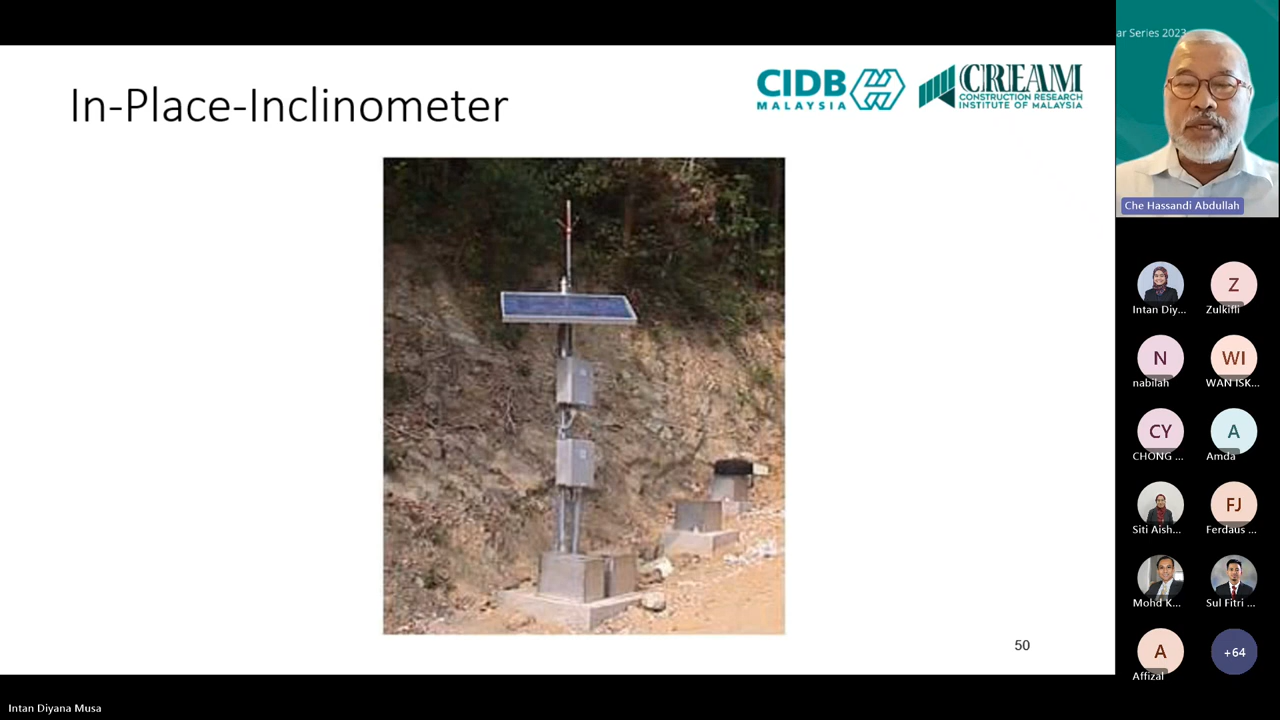 In-Place-Inclinometer
CIDB
MALAYSIA
CREAM
CONSTRUCTION RESEARCH
INSTITUTE OF MALAYSIA
50
ar Series 2023
Che Hassandi Abdullah
Intan Diy...
Z
Zulkifli
N
nabilah
WI
WAN ISK...
CY
CHONG ...
A
Amda
Siti Aish...
FJ
Ferdaus ...
Mohd K...
Sul Fitri ...
A
Affizal
+64
Intan Diyana Musa